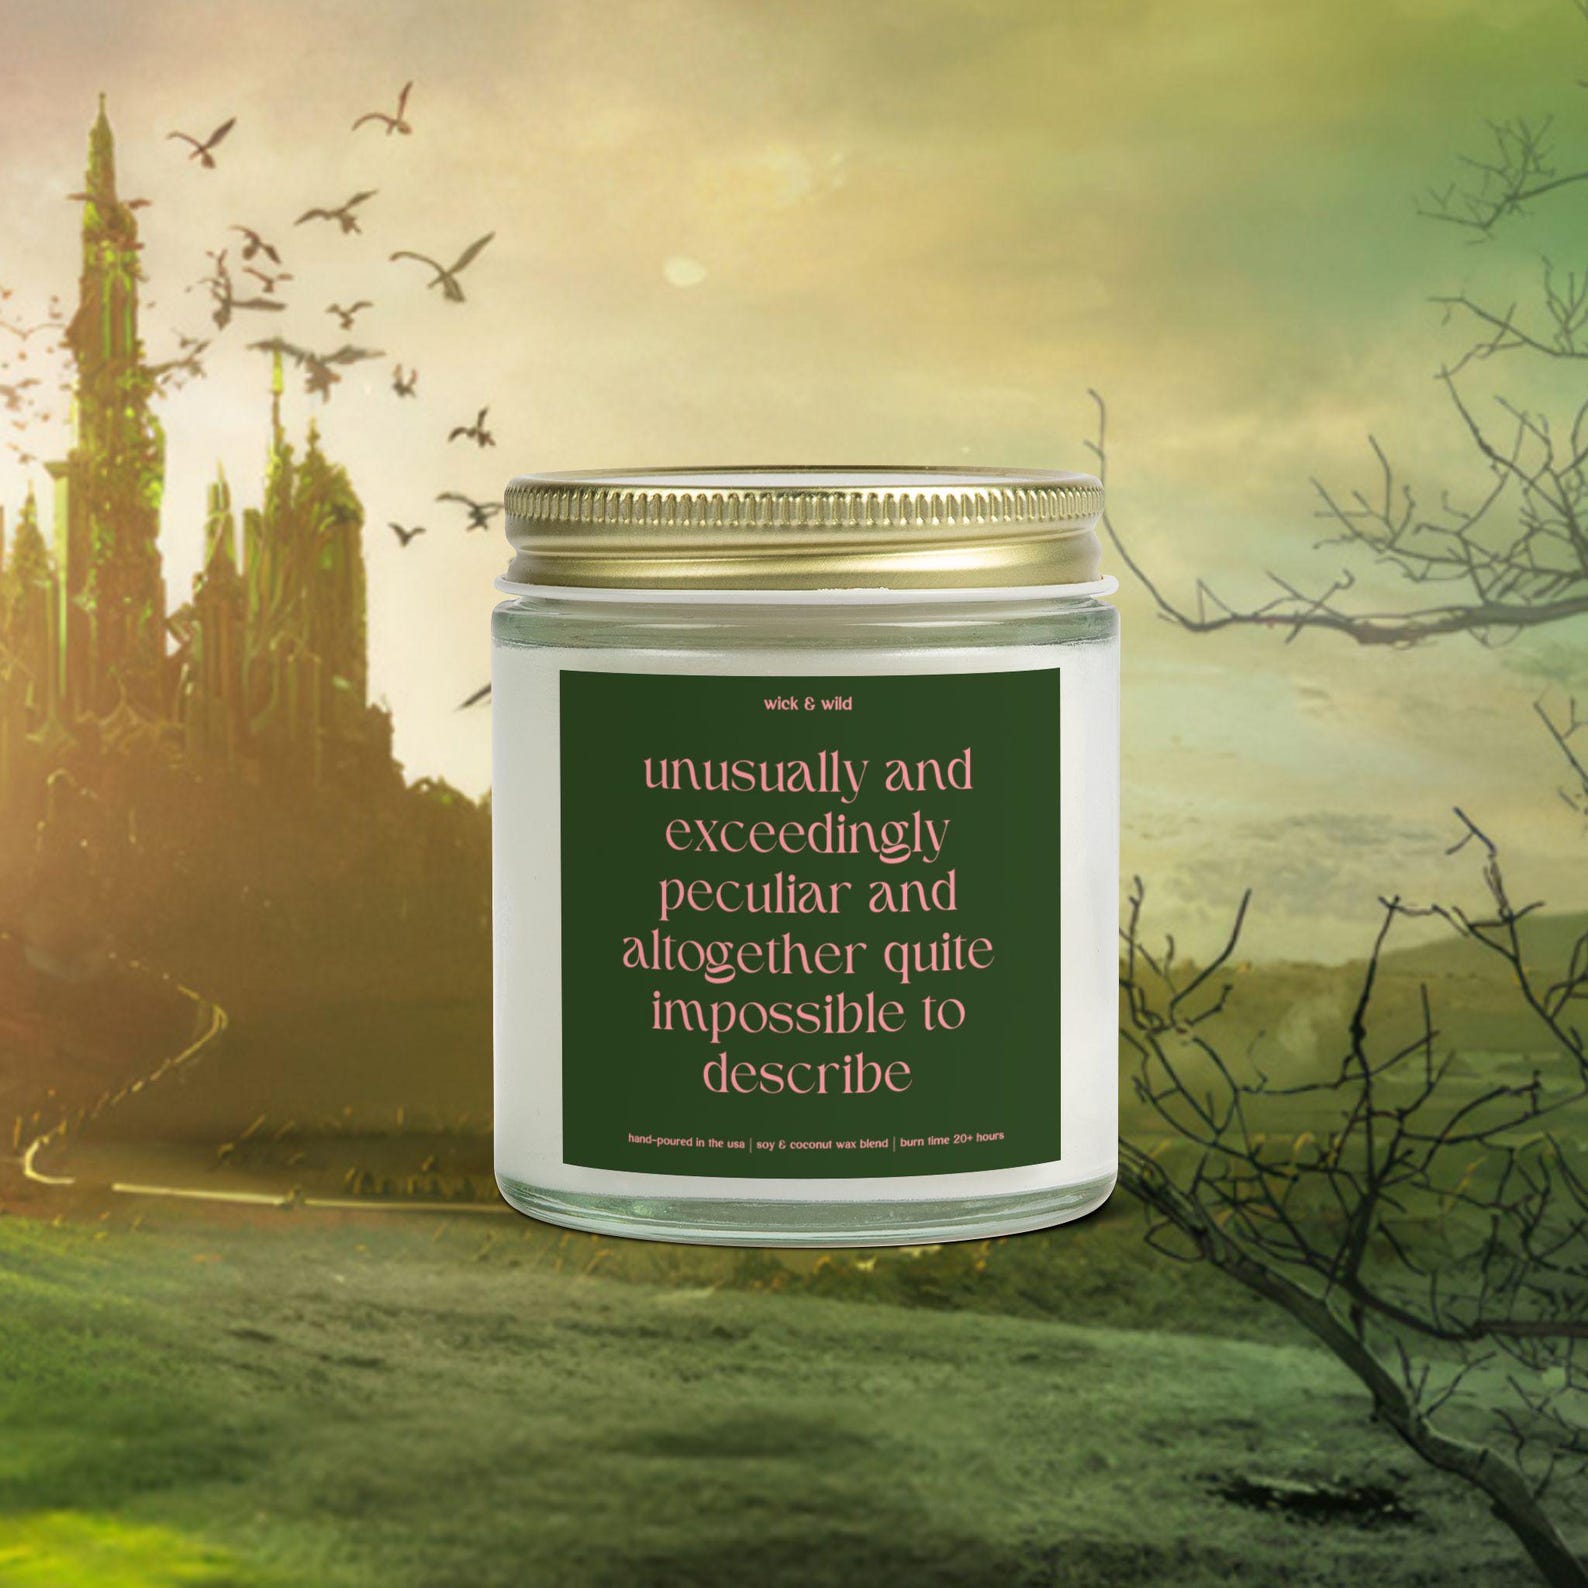 wick & wild
unusually and
exceedingly
peculiar and
altogether quite
impossible to
describe
hand-poured in the usa | soy & coconut wax blend | burn time 20+ hours